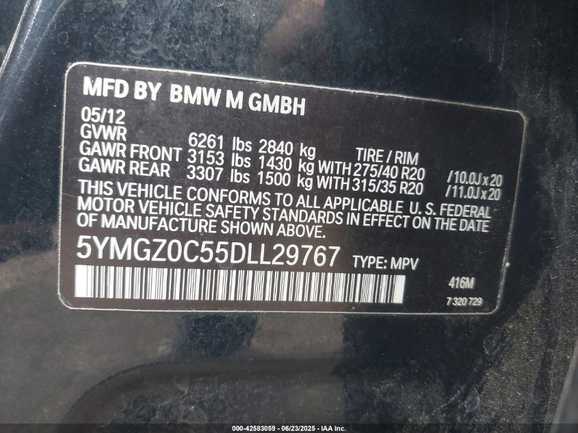 MFD BY BMW M GMBH
05/12
GVWR 6261 lbs 2840 kg TIRE / RIM
GAWR FRONT 3153 lbs 1430 kg WITH 275/40 R20 /10.0J x 20
GAWR REAR 3307 lbs 1500 kg WITH 315/35 R20 /11.0J x 20
THIS VEHICLE CONFORMS TO ALL APPLICABLE U. S. FEDERAL
MOTOR VEHICLE SAFETY STANDARDS IN EFFECT ON THE DATE
OF MANUFACTURE SHOWN ABOVE.
5YMGZ0C55DLL29767 TYPE: MPV
416M
7 320 729
000-42583059 - 06/23/2025 - IAA Inc.